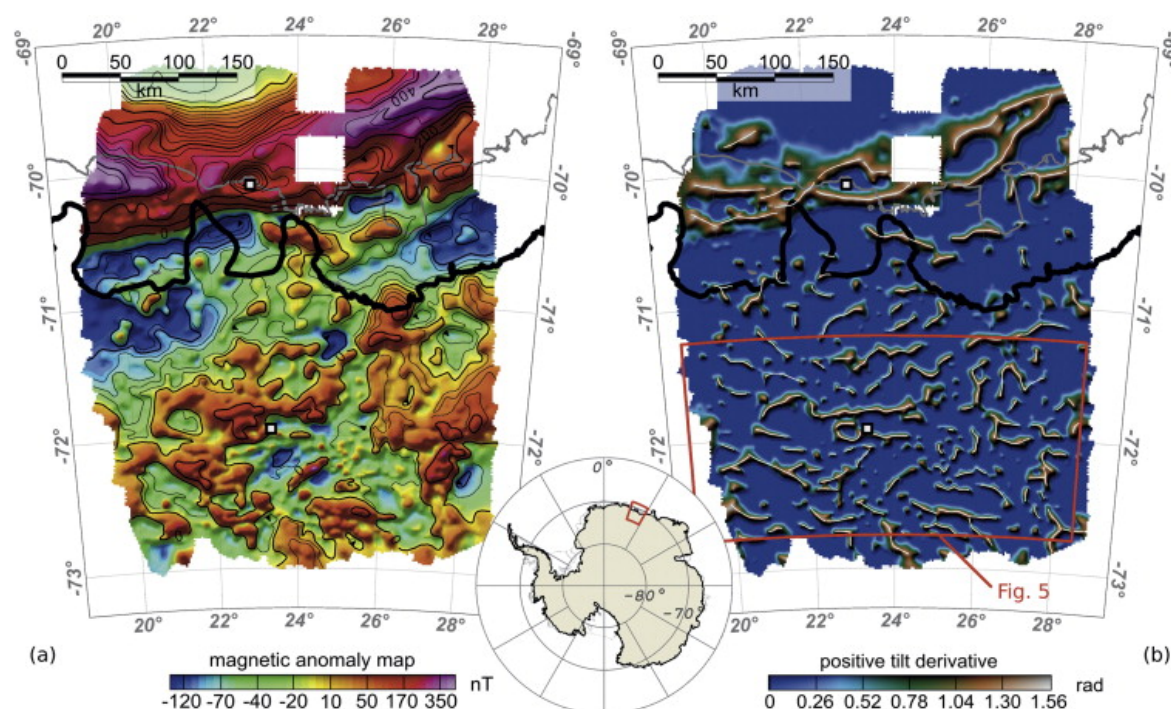 20° 22° 24° 26° 28°
-69° -69°
0 50 100 150
km
400
0
-70° -70°
-71° -71°
-72° -72°
-73°
20° 22° 24° 26° 28°
(a)
magnetic anomaly map
-120 -70 -40 -20 10 50 170 350 nT
0°
-80°
-70°
20° 22° 24° 26° 28°
-69° -69°
0 50 100 150
km
-70° -70°
-71° -71°
-72° -72°
-73°
Fig. 5
20° 22° 24° 26° 28°
(b)
positive tilt derivative
0 0.26 0.52 0.78 1.04 1.30 1.56 rad